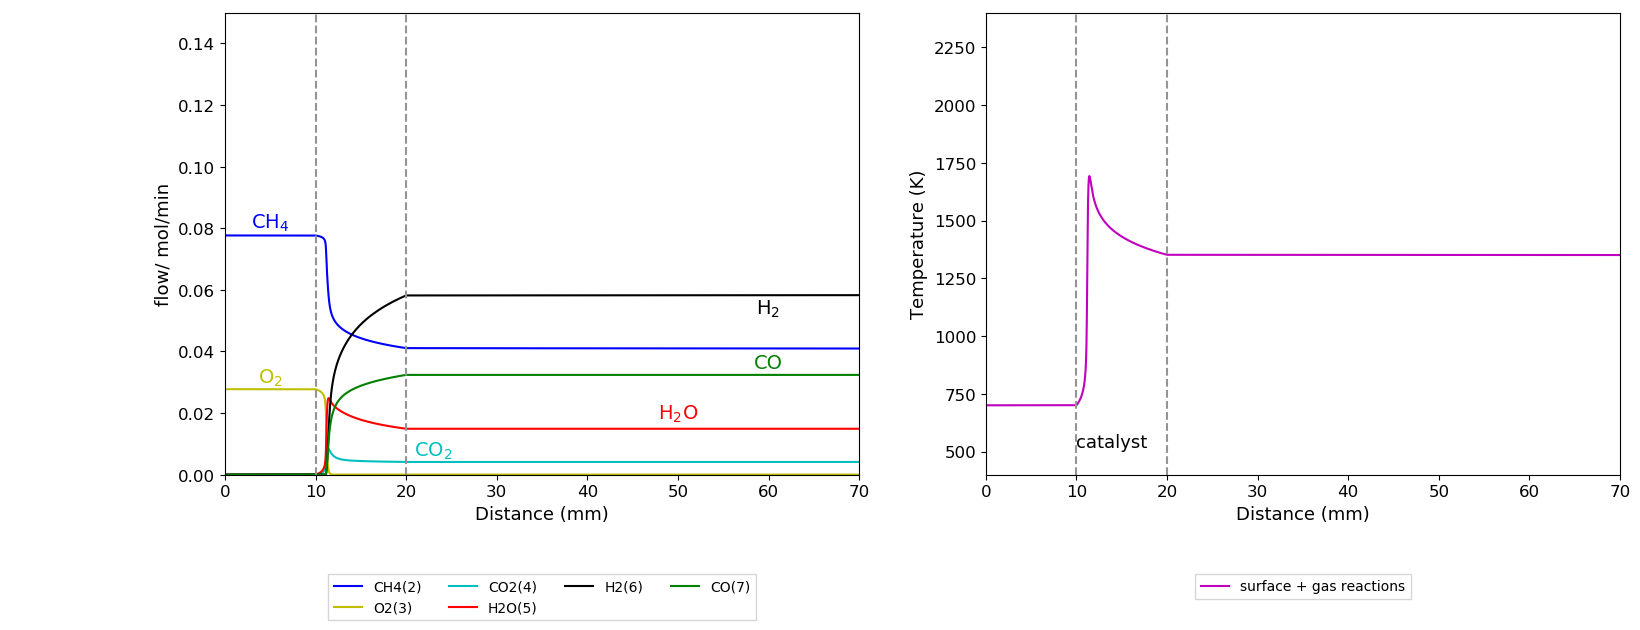 0.14
0.12
0.10
0.08
0.06
0.04
0.02
0.00
flow/ mol/min
CH₄
O₂
H₂
CO
H₂O
CO₂
0 10 20 30 40 50 60 70
Distance (mm)
CH4(2) CO2(4) H2(6) CO(7)
O2(3) H2O(5)
2250
2000
1750
1500
1250
1000
750
500
Temperature (K)
catalyst
0 10 20 30 40 50 60 70
Distance (mm)
surface + gas reactions